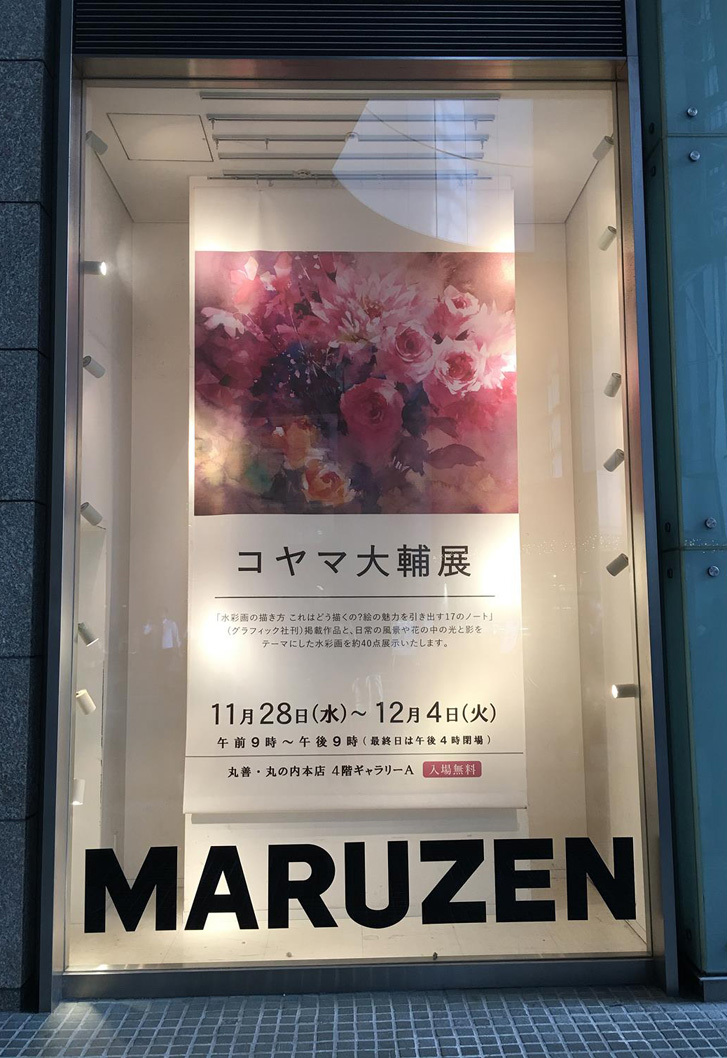 コヤマ大輔展
「水彩画の描き方 これはどう描くの?絵の魅力を引き出す17のノート」
(グラフィック社刊)掲載作品と、日常の風景や花の中の光と影を
テーマにした水彩画を約40点展示いたします。
11月28日(水)~12月4日(火)
午前9時~午後9時(最終日は午後4時閉場)
丸善・丸の内本店 4階ギャラリーA 入場無料
MARUZEN